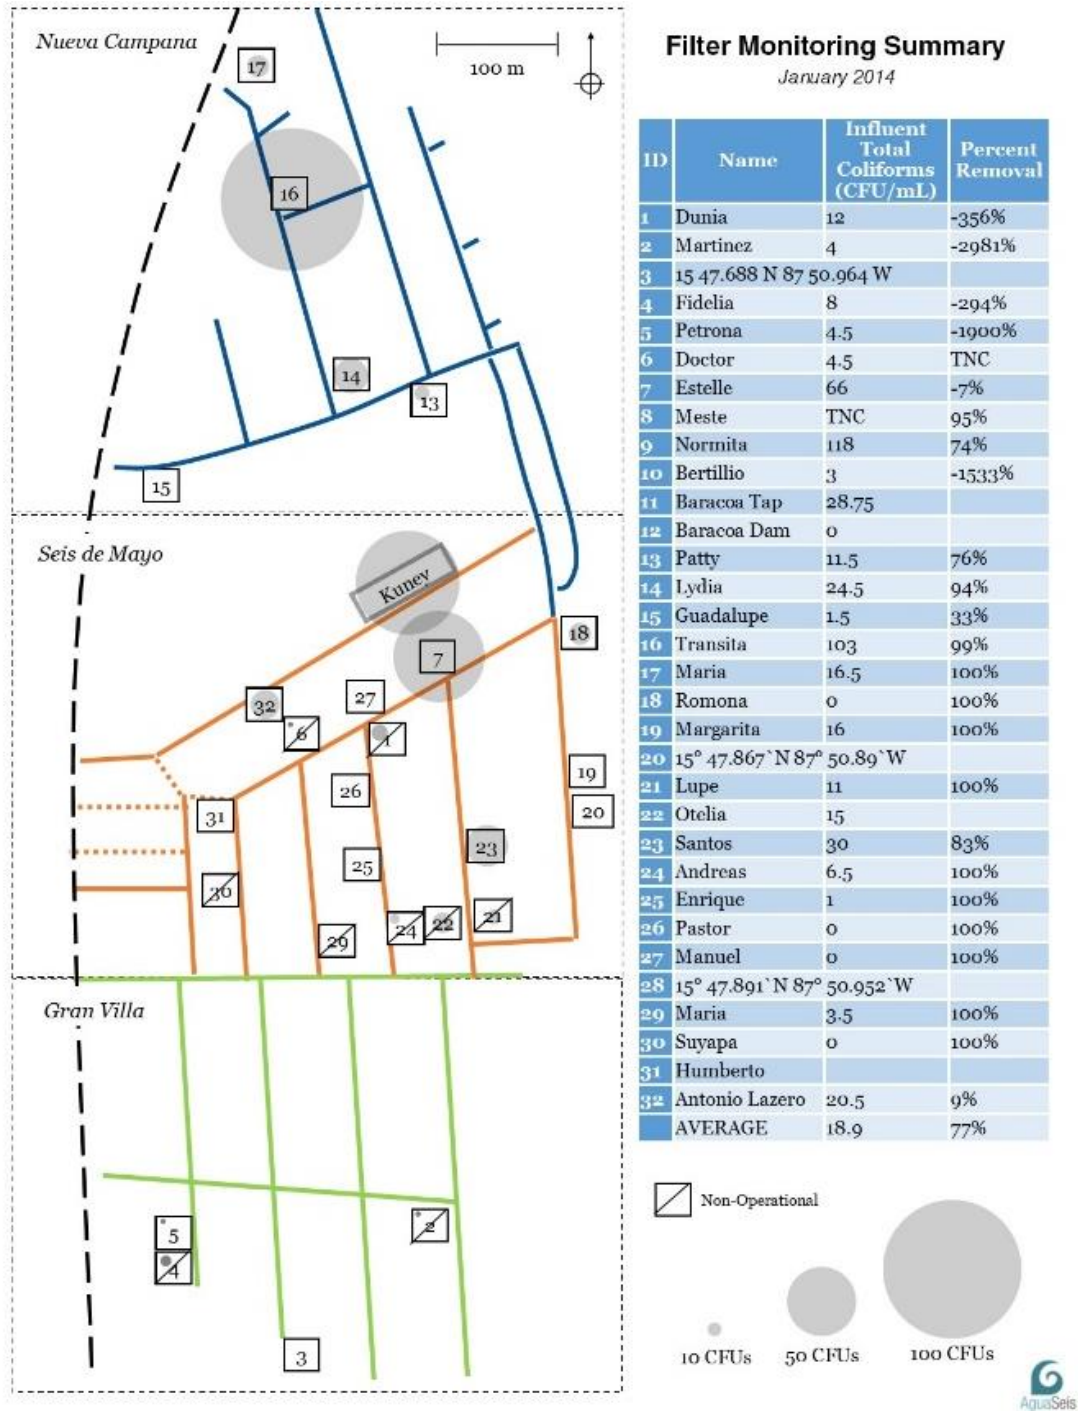 Nueva Campana
100 m
17
16
14
13
15
Seis de Mayo
Kuney
18
7
32
27
6
1
19
26
31
20
23
25
30
21
22
24
29
Gran Villa
5
2
4
3
Filter Monitoring Summary
January 2014
ID Name Influent Total Coliforms (CFU/mL) Percent Removal
1 Dunia 12 -356%
2 Martinez 4 -2981%
3 15 47.688 N 87 50.964 W
4 Fidelia 8 -294%
5 Petrona 4.5 -1900%
6 Doctor 4.5 TNC
7 Estelle 66 -7%
8 Meste TNC 95%
9 Normita 118 74%
10 Bertillio 3 -1533%
11 Baracoa Tap 28.75
12 Baracoa Dam 0
13 Patty 11.5 76%
14 Lydia 24.5 94%
15 Guadalupe 1.5 33%
16 Transita 103 99%
17 Maria 16.5 100%
18 Romona 0 100%
19 Margarita 16 100%
20 15° 47.867`N 87° 50.89`W
21 Lupe 11 100%
22 Otelia 15
23 Santos 30 83%
24 Andreas 6.5 100%
25 Enrique 1 100%
26 Pastor 0 100%
27 Manuel 0 100%
28 15° 47.891`N 87° 50.952`W
29 Maria 3.5 100%
30 Suyapa 0 100%
31 Humberto
32 Antonio Lazero 20.5 9%
AVERAGE 18.9 77%
Non-Operational
10 CFUs 50 CFUs 100 CFUs
AguaSeis